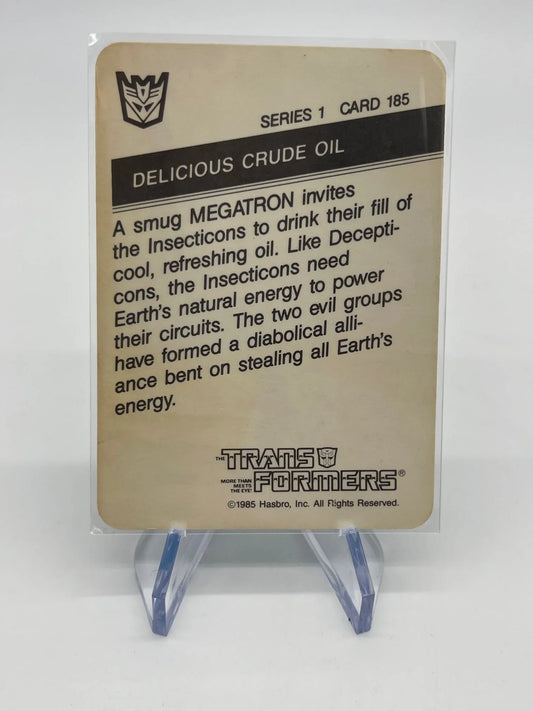 SERIES 1 CARD 185
DELICIOUS CRUDE OIL
A smug MEGATRON invites
the Insecticons to drink their fill of
cool, refreshing oil. Like Decepti-
cons, the Insecticons need
Earth's natural energy to power
their circuits. The two evil groups
have formed a diabolical alli-
ance bent on stealing all Earth's
energy.
THE TRANS
MORE THAN
MEETS
THE EYE!
FORMERS®
©1985 Hasbro, Inc. All Rights Reserved.